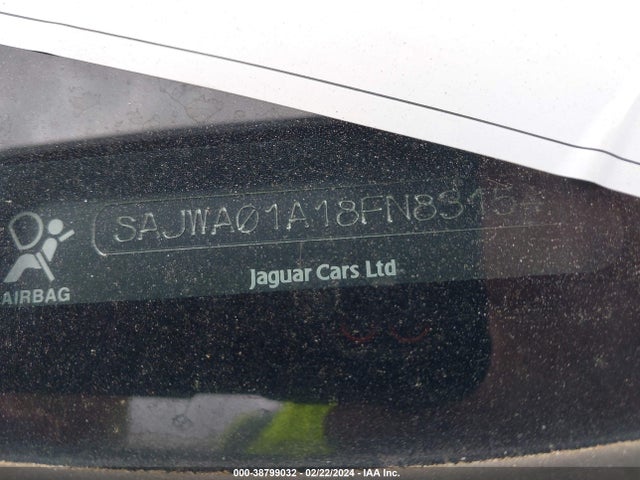 SAJWA01A18FN8315
Jaguar Cars Ltd
AIRBAG
000-38799032 - 02/22/2024 - IAA Inc.